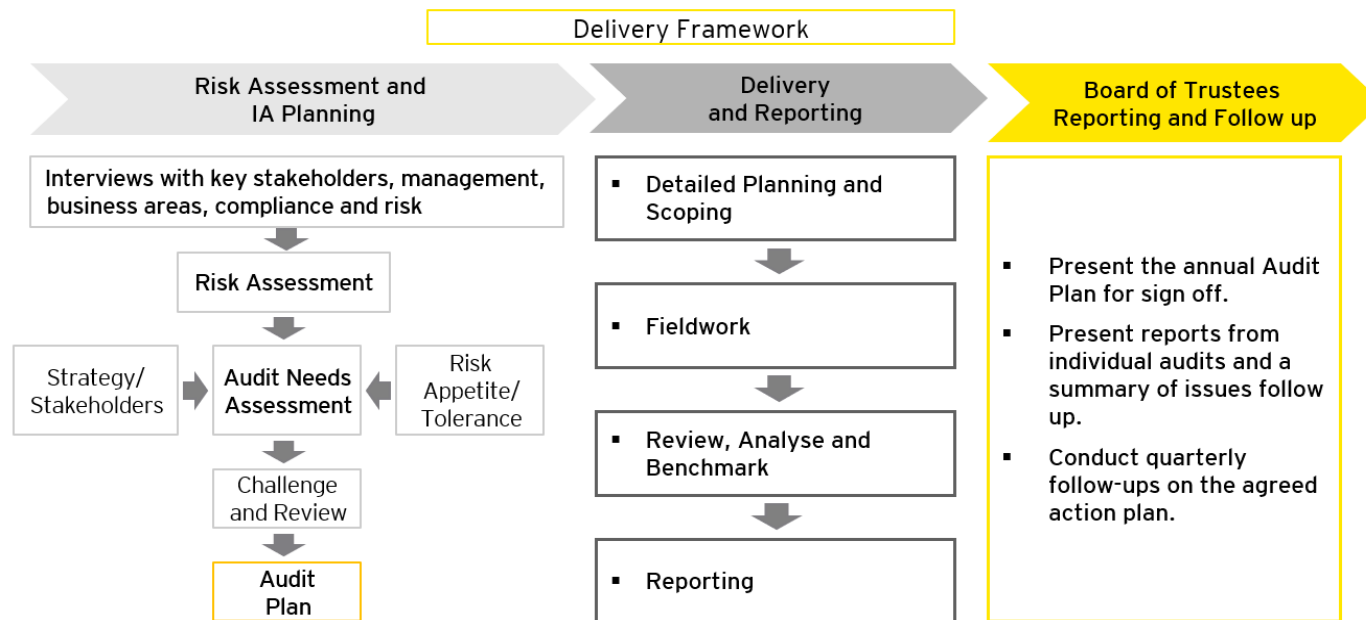 Delivery Framework
Risk Assessment and
IA Planning
Delivery
and Reporting
Board of Trustees
Reporting and Follow up
Interviews with key stakeholders, management,
business areas, compliance and risk
Risk Assessment
Strategy/
Stakeholders
Audit Needs
Assessment
Risk
Appetite/
Tolerance
Challenge
and Review
Audit
Plan
▪ Detailed Planning and
Scoping
▪ Fieldwork
▪ Review, Analyse and
Benchmark
▪ Reporting
▪ Present the annual Audit
Plan for sign off.
▪ Present reports from
individual audits and a
summary of issues follow
up.
▪ Conduct quarterly
follow-ups on the agreed
action plan.